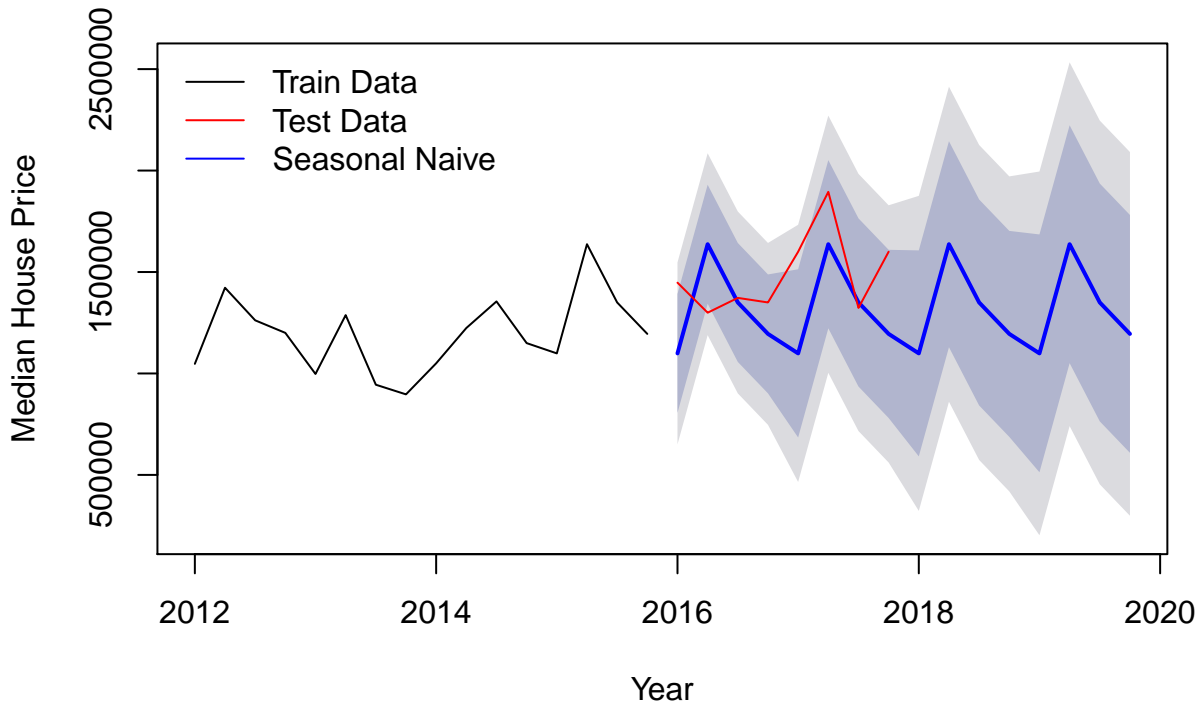 Train Data
Test Data
Seasonal Naive
Median House Price
2500000
1500000
500000
2012
2014
2016
2018
2020
Year